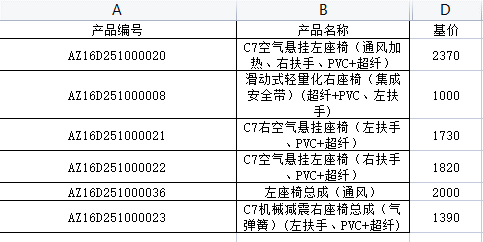 A B D
产品编号 产品名称 基价
AZ16D251000020 C7空气悬挂左座椅（通风加
热、右扶手、PVC+超纤） 2370
AZ16D251000008 滑动式轻量化右座椅（集成
安全带）(超纤+PVC、左扶
手) 1000
AZ16D251000021 C7右空气悬挂座椅（左扶手
、PVC+超纤） 1730
AZ16D251000022 C7空气悬挂左座椅（右扶手
、PVC+超纤） 1820
AZ16D251000036 左座椅总成（通风） 2000
AZ16D251000023 C7机械减震右座椅总成（气
弹簧）(左扶手、PVC+超纤) 1390